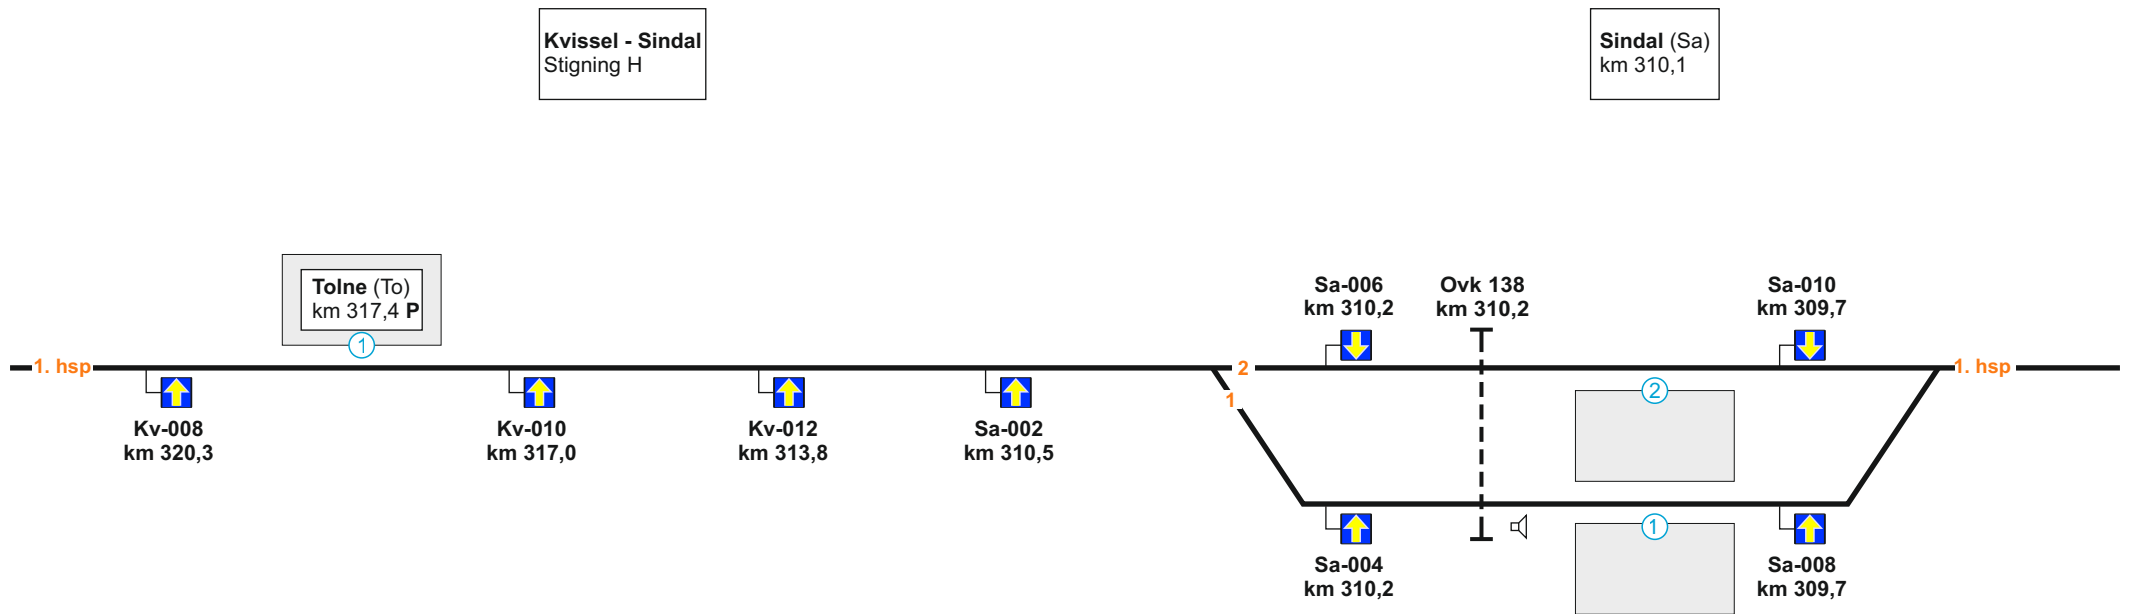 Kvissel - Sindal
Stigning H
Sindal (Sa)
km 310,1
Tolne (To)
km 317,4 P
1
Sa-006
km 310,2
Ovk 138
km 310,2
Sa-010
km 309,7
1. hsp
2
1. hsp
1
2
Kv-008
km 320,3
Kv-010
km 317,0
Kv-012
km 313,8
Sa-002
km 310,5
1
Sa-004
km 310,2
Sa-008
km 309,7